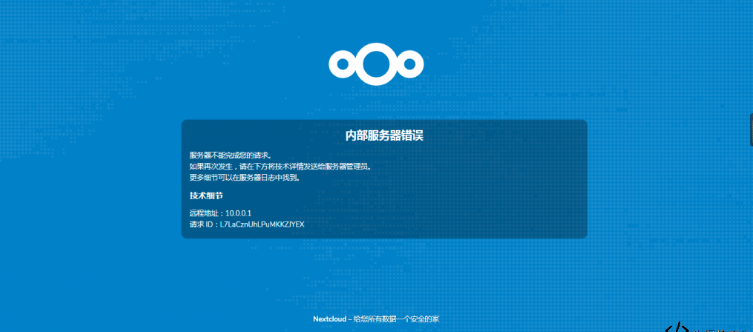 内部服务器错误
服务器不能完成您的请求。
如果再次发生，请在下方将技术详情发送给服务器管理员。
更多细节可以在服务器日志中找到。
技术细节
远程地址：10.0.0.1
请求 ID：L7LaCznUhLPuMKKZJYEX
Nextcloud – 给您所有数据一个安全的家